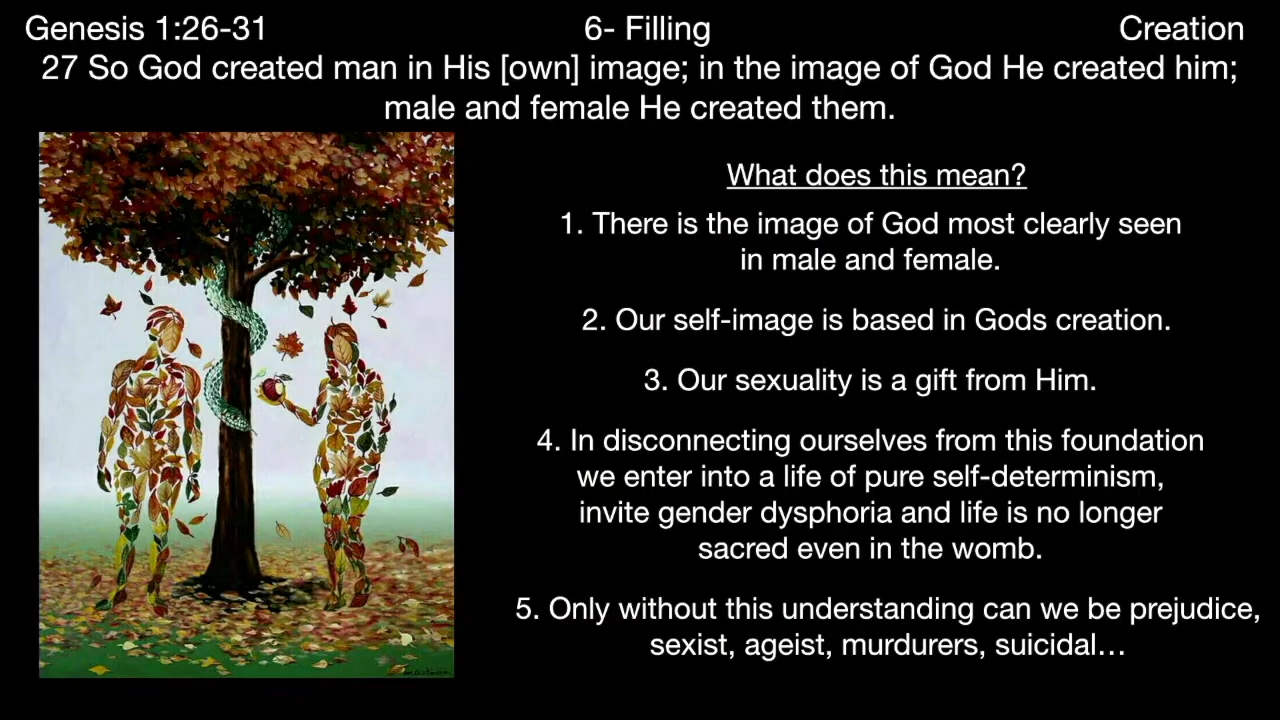 Genesis 1:26-31 6- Filling Creation
27 So God created man in His [own] image; in the image of God He created him;
male and female He created them.
What does this mean?
1. There is the image of God most clearly seen
in male and female.
2. Our self-image is based in Gods creation.
3. Our sexuality is a gift from Him.
4. In disconnecting ourselves from this foundation
we enter into a life of pure self-determinism,
invite gender dysphoria and life is no longer
sacred even in the womb.
5. Only without this understanding can we be prejudice,
sexist, ageist, murdurers, suicidal…